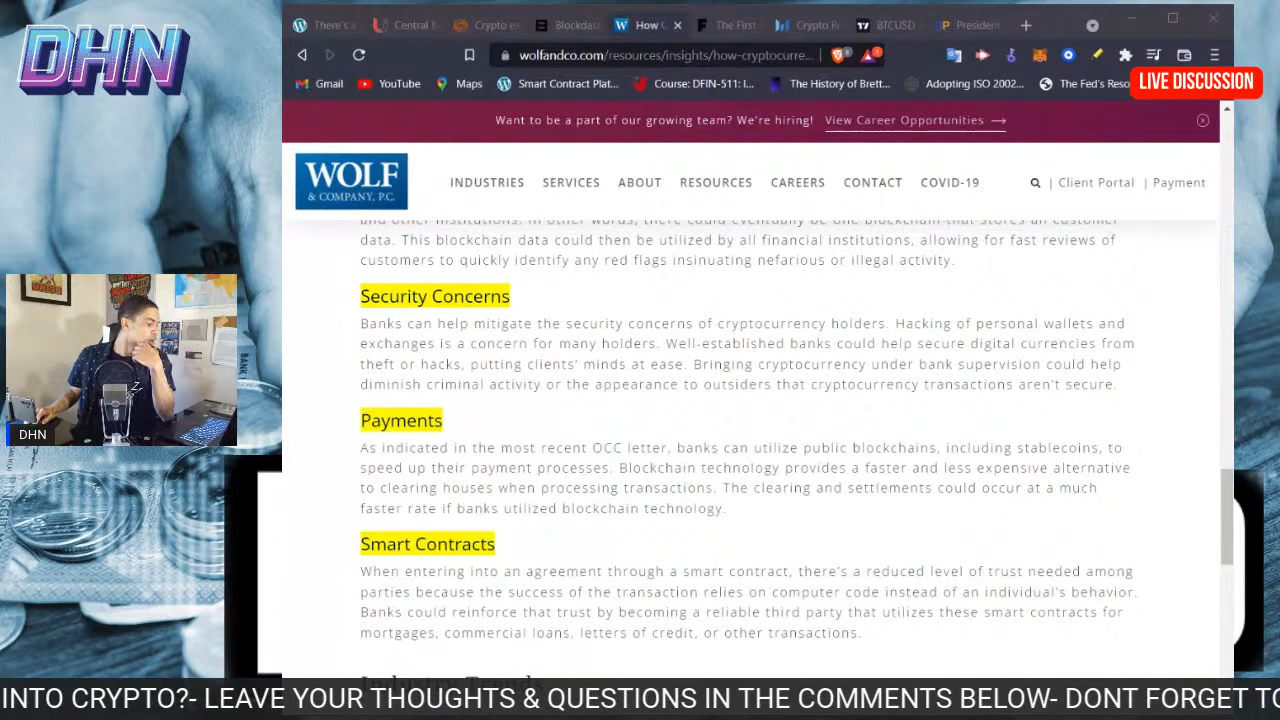 DHN
There's a
Central B
Crypto ex
Blockda
How C
The First
Crypto R
BTCUSD
President
wolfandco.com/resources/insights/how-cryptocurre...
Gmail
YouTube
Maps
Smart Contract Plat...
Course: DFIN-511: I...
The History of Brett...
Adopting ISO 2002...
The Fed's Reso
LIVE DISCUSSION
Want to be a part of our growing team? We're hiring! View Career Opportunities →
WOLF
& COMPANY, P.C.
INDUSTRIES SERVICES ABOUT RESOURCES CAREERS CONTACT COVID-19 | Client Portal | Payment
and other institutions. In other words, there could eventually be one blockchain that stores all customer
data. This blockchain data could then be utilized by all financial institutions, allowing for fast reviews of
customers to quickly identify any red flags insinuating nefarious or illegal activity.
Security Concerns
Banks can help mitigate the security concerns of cryptocurrency holders. Hacking of personal wallets and
exchanges is a concern for many holders. Well-established banks could help secure digital currencies from
theft or hacks, putting clients' minds at ease. Bringing cryptocurrency under bank supervision could help
diminish criminal activity or the appearance to outsiders that cryptocurrency transactions aren't secure.
Payments
As indicated in the most recent OCC letter, banks can utilize public blockchains, including stablecoins, to
speed up their payment processes. Blockchain technology provides a faster and less expensive alternative
to clearing houses when processing transactions. The clearing and settlements could occur at a much
faster rate if banks utilized blockchain technology.
Smart Contracts
When entering into an agreement through a smart contract, there's a reduced level of trust needed among
parties because the success of the transaction relies on computer code instead of an individual's behavior.
Banks could reinforce that trust by becoming a reliable third party that utilizes these smart contracts for
mortgages, commercial loans, letters of credit, or other transactions.
Industry Trends
DHN
INTO CRYPTO?- LEAVE YOUR THOUGHTS & QUESTIONS IN THE COMMENTS BELOW- DONT FORGET TO